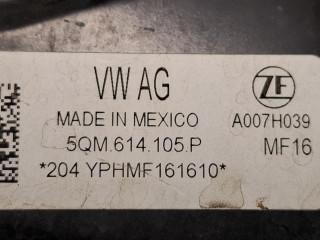 VW AG
ZF
MADE IN MEXICO
A007H039
5QM.614.105.P
MF16
*204 YPHMF161610*